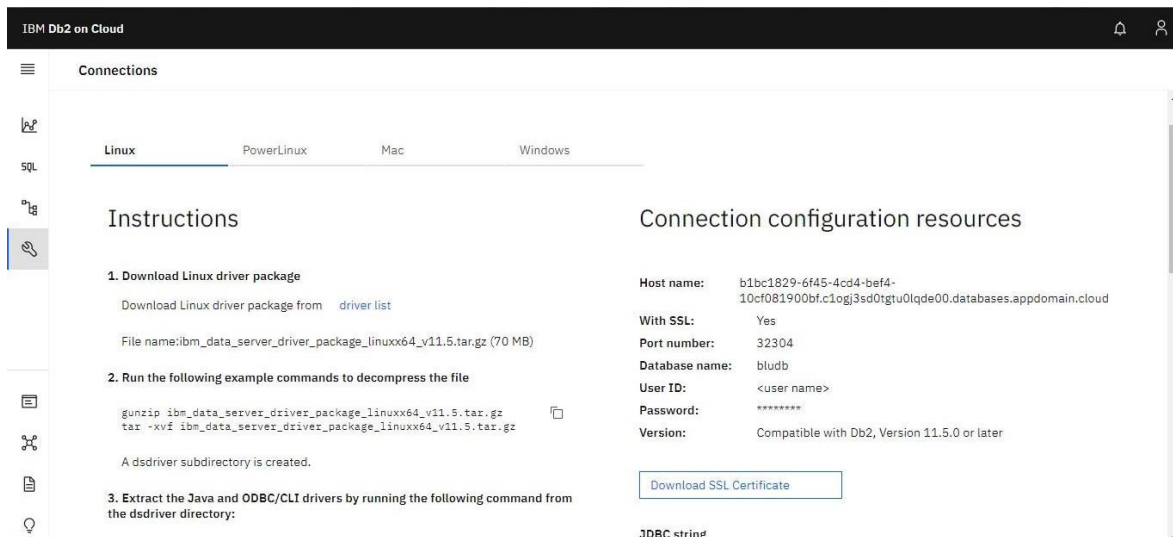 IBM Db2 on Cloud
Connections
SQL
Linux
PowerLinux
Mac
Windows
Instructions
1. Download Linux driver package
Download Linux driver package from driver list
File name:ibm_data_server_driver_package_linuxx64_v11.5.tar.gz (70 MB)
2. Run the following example commands to decompress the file
gunzip ibm_data_server_driver_package_linuxx64_v11.5.tar.gz
tar -xvf ibm_data_server_driver_package_linuxx64_v11.5.tar.gz
A dsdriver subdirectory is created.
3. Extract the Java and ODBC/CLI drivers by running the following command from
the dsdriver directory:
Connection configuration resources
Host name: b1bc1829-6f45-4cd4-bef4-
10cf081900bf.c1ogj3sd0tgtu0lqde00.databases.appdomain.cloud
With SSL: Yes
Port number: 32304
Database name: bludb
User ID: <user name>
Password: ********
Version: Compatible with Db2, Version 11.5.0 or later
Download SSL Certificate
JDBC string